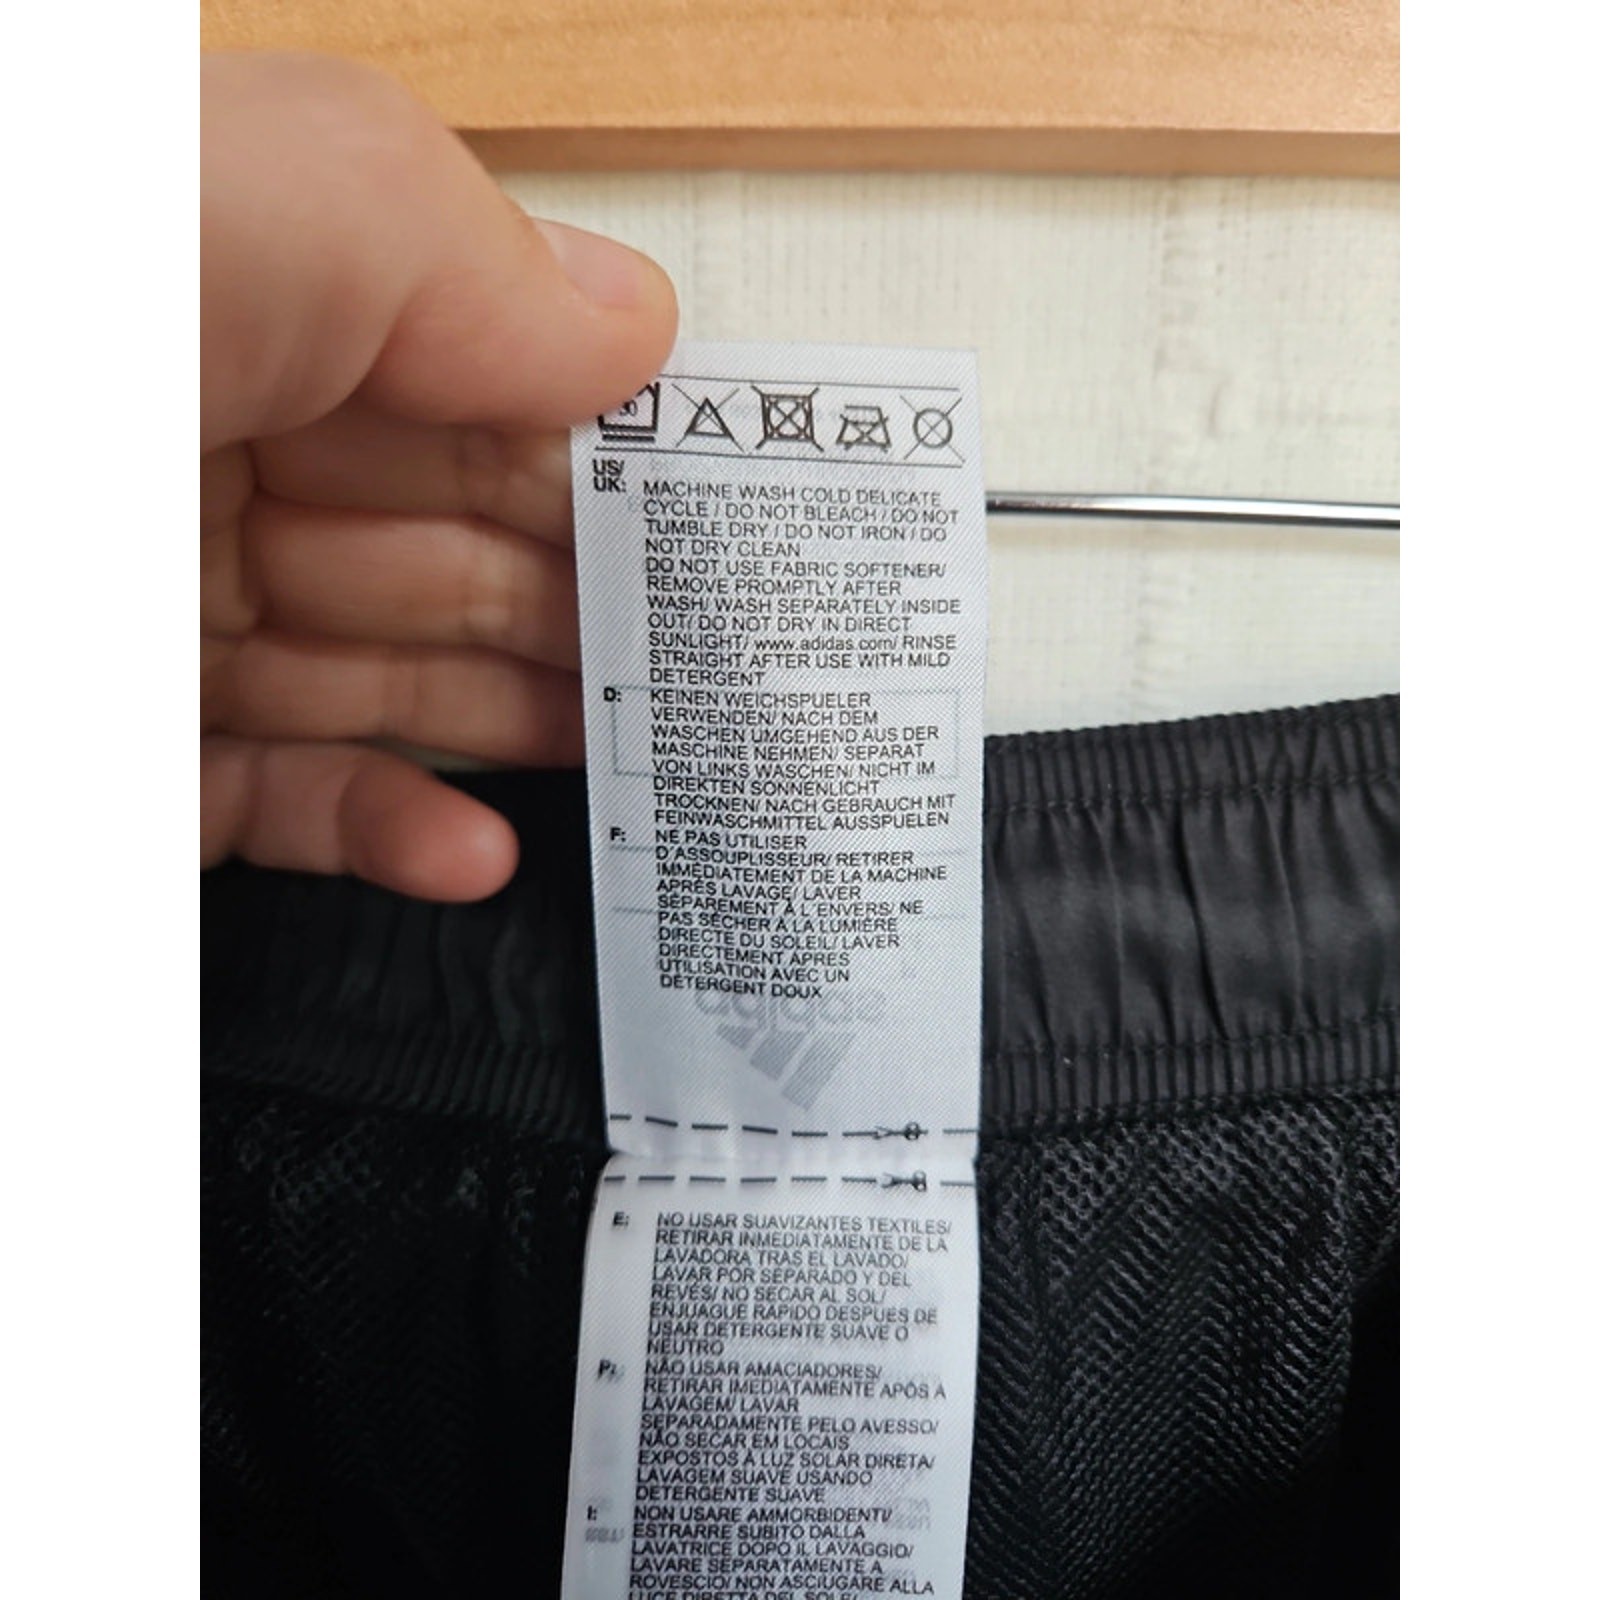 30
US/
UK: MACHINE WASH COLD DELICATE
CYCLE / DO NOT BLEACH / DO NOT
TUMBLE DRY / DO NOT IRON / DO
NOT DRY CLEAN
DO NOT USE FABRIC SOFTENER/
REMOVE PROMPTLY AFTER
WASH/ WASH SEPARATELY INSIDE
OUT/ DO NOT DRY IN DIRECT
SUNLIGHT/ www.adidas.com/ RINSE
STRAIGHT AFTER USE WITH MILD
DETERGENT
D: KEINEN WEICHSPUELER
VERWENDEN/ NACH DEM
WASCHEN UMGEHEND AUS DER
MASCHINE NEHMEN/ SEPARAT
VON LINKS WASCHEN/ NICHT IM
DIREKTEN SONNENLICHT
TROCKNEN/ NACH GEBRAUCH MIT
FEINWASCHMITTEL AUSSPUELEN
F: NE PAS UTILISER
D´ASSOUPLISSEUR/ RETIRER
IMMÉDIATEMENT DE LA MACHINE
APRÈS LAVAGE/ LAVER
SÉPAREMENT À L´ENVERS/ NE
PAS SÉCHER À LA LUMIÈRE
DIRECTE DU SOLEIL/ LAVER
DIRECTEMENT APRÈS
UTILISATION AVEC UN
DÉTERGENT DOUX
adidas
E: NO USAR SUAVIZANTES TEXTILES/
RETIRAR INMEDIATAMENTE DE LA
LAVADORA TRAS EL LAVADO/
LAVAR POR SEPARADO Y DEL
REVÉS/ NO SECAR AL SOL/
ENJUAGUE RÁPIDO DESPUÉS DE
USAR DETERGENTE SUAVE O
NEUTRO
P: NÃO USAR AMACIADORES/
RETIRAR IMEDIATAMENTE APÓS A
LAVAGEM/ LAVAR
SEPARADAMENTE PELO AVESSO/
NÃO SECAR EM LOCAIS
EXPOSTOS À LUZ SOLAR DIRETA/
LAVAGEM SUAVE USANDO
DETERGENTE SUAVE
I: NON USARE AMMORBIDENTI/
ESTRARRE SUBITO DALLA
LAVATRICE DOPO IL LAVAGGIO/
LAVARE SEPARATAMENTE A
ROVESCIO/ NON ASCIUGARE ALLA
LUCE DIRETTA DEL SOLE/